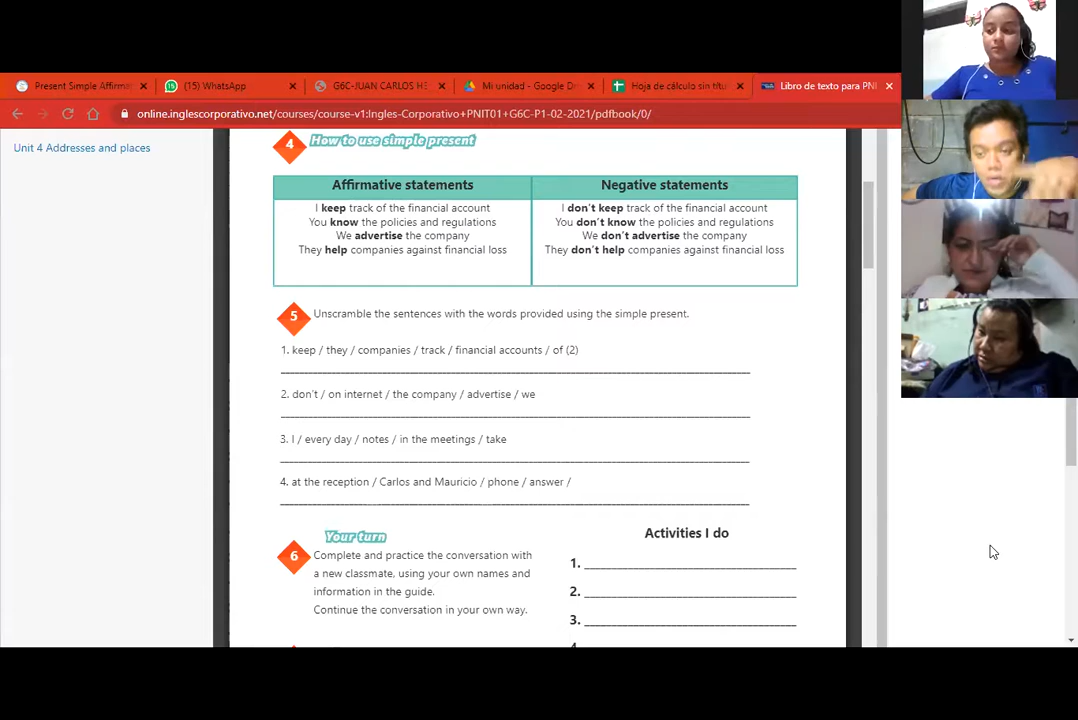 Present Simple Affirma
(15) WhatsApp
G6C-JUAN CARLOS HE
Mi unidad - Google Dr
Hoja de cálculo sin títu
Libro de texto para PNI
online.inglescorporativo.net/courses/course-v1:Ingles-Corporativo+PNIT01+G6C-P1-02-2021/pdfbook/0/
Unit 4 Addresses and places
4 How to use simple present
Affirmative statements
I keep track of the financial account
You know the policies and regulations
We advertise the company
They help companies against financial loss
Negative statements
I don't keep track of the financial account
You don't know the policies and regulations
We don't advertise the company
They don't help companies against financial loss
5 Unscramble the sentences with the words provided using the simple present.
1. keep / they / companies / track / financial accounts / of (2)
2. don't / on internet / the company / advertise / we
3. I / every day / notes / in the meetings / take
4. at the reception / Carlos and Mauricio / phone / answer /
Your turn
6 Complete and practice the conversation with
a new classmate, using your own names and
information in the guide.
Continue the conversation in your own way.
Activities I do
1.
2.
3.